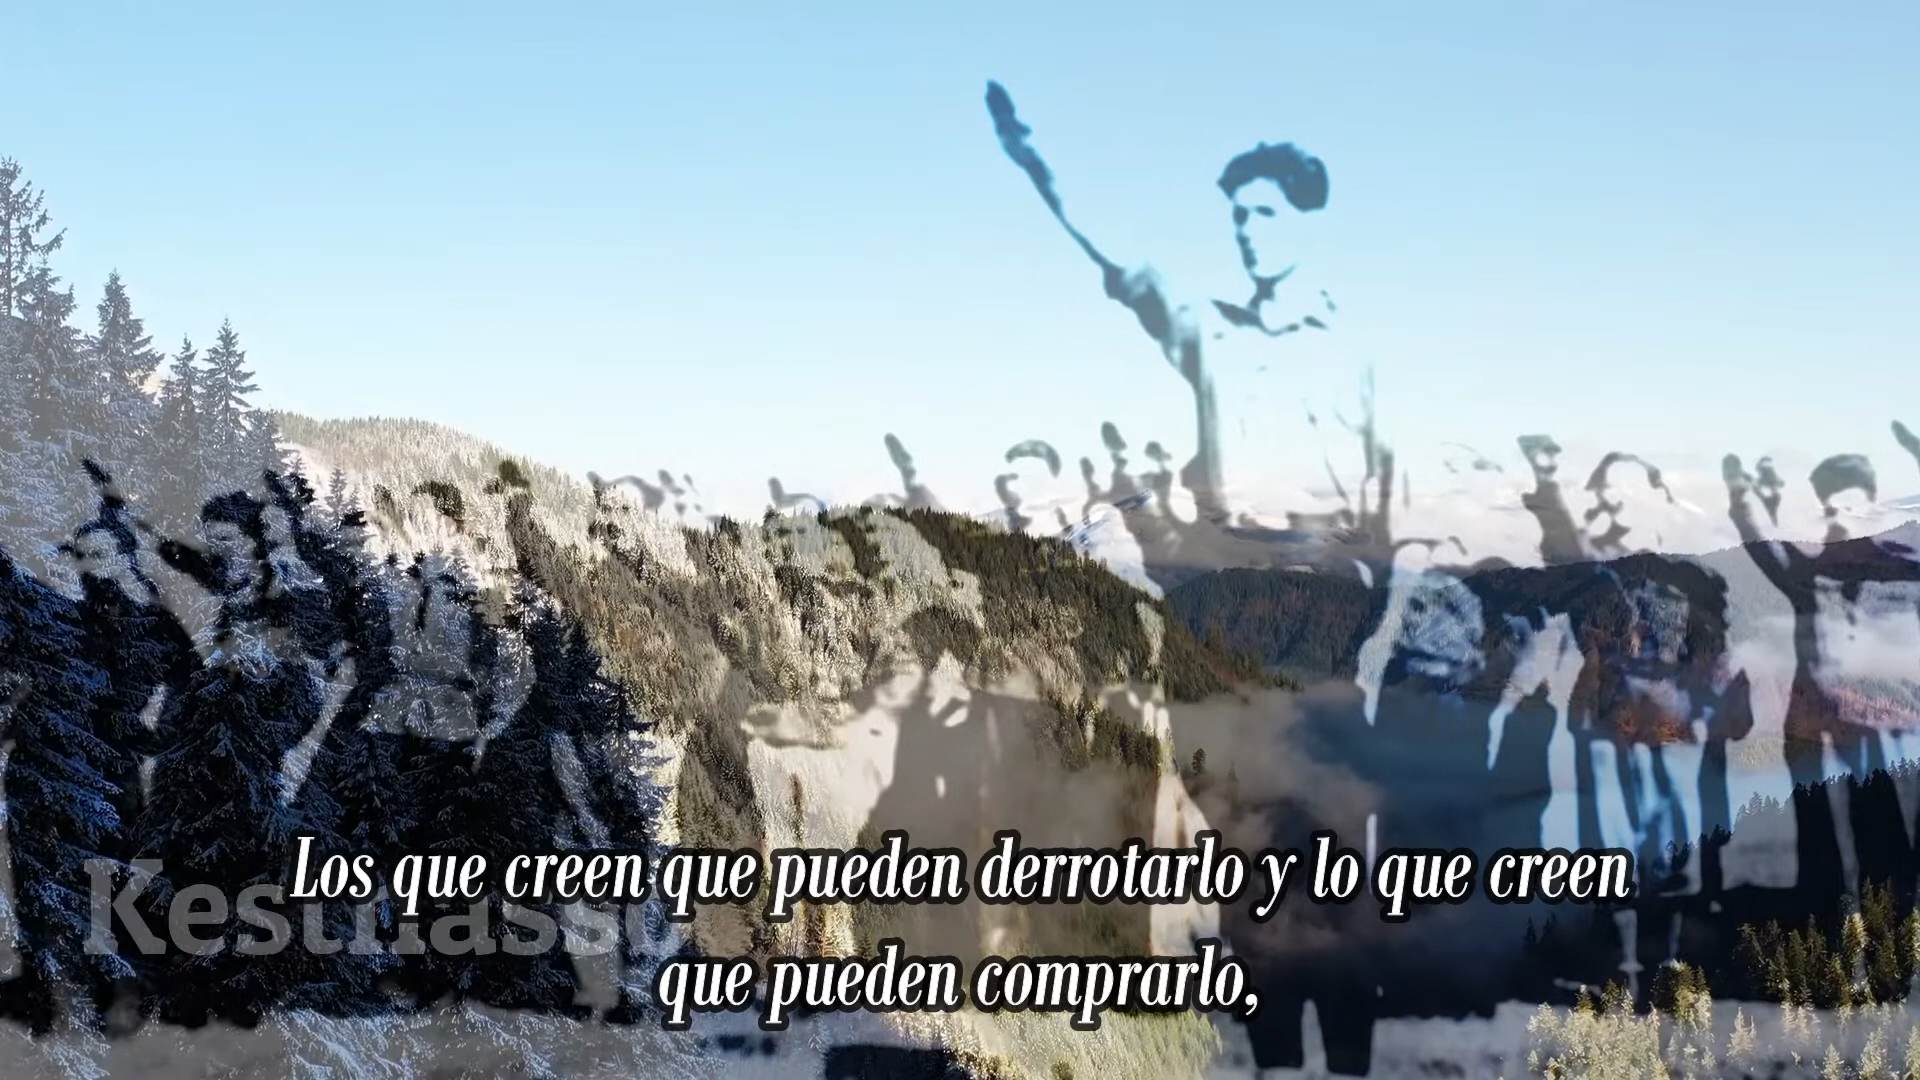 Los que creen que pueden derrotarlo y lo que creen
que pueden comprarlo,